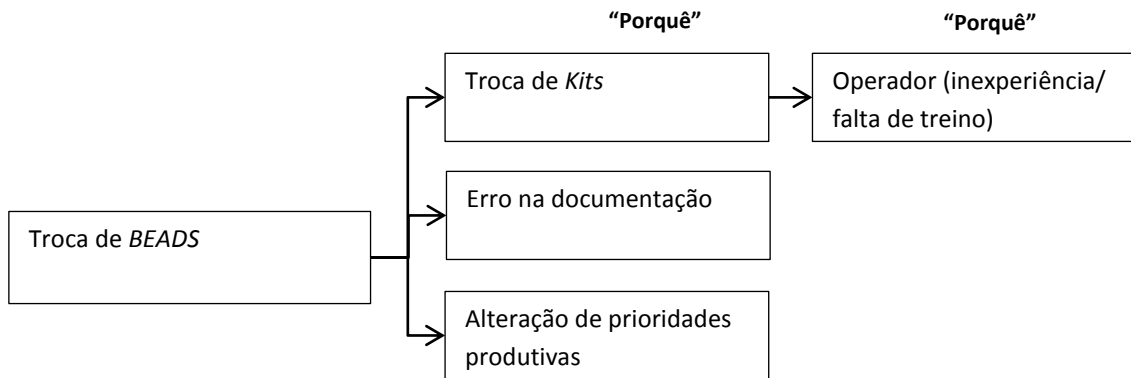 “Porquê” “Porquê”
Troca de Kits
Operador (inexperiência/
falta de treino)
Erro na documentação
Troca de BEADS
Alteração de prioridades
produtivas